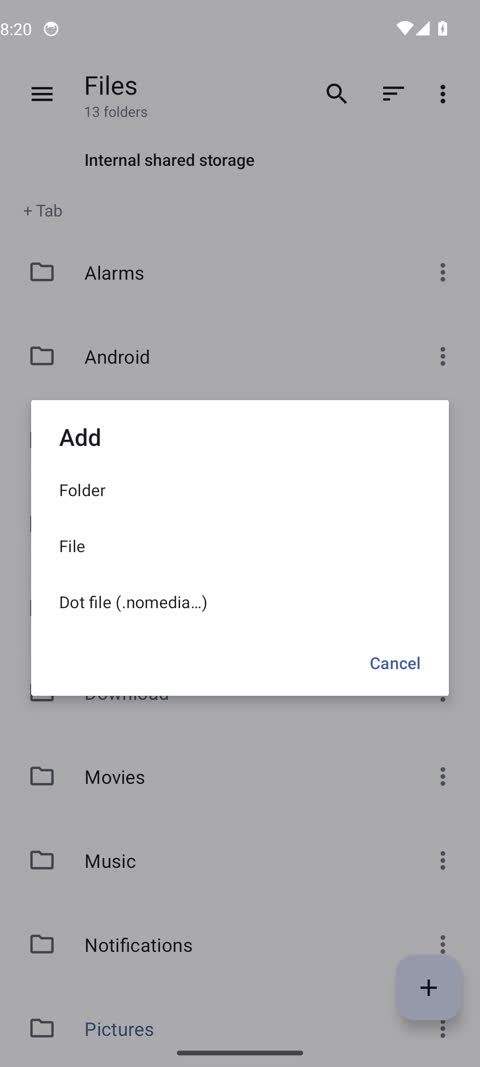 8:20
Files
13 folders
Internal shared storage
+ Tab
Alarms
Android
Add
Folder
File
Dot file (.nomedia…)
Cancel
Download
Movies
Music
Notifications
Pictures